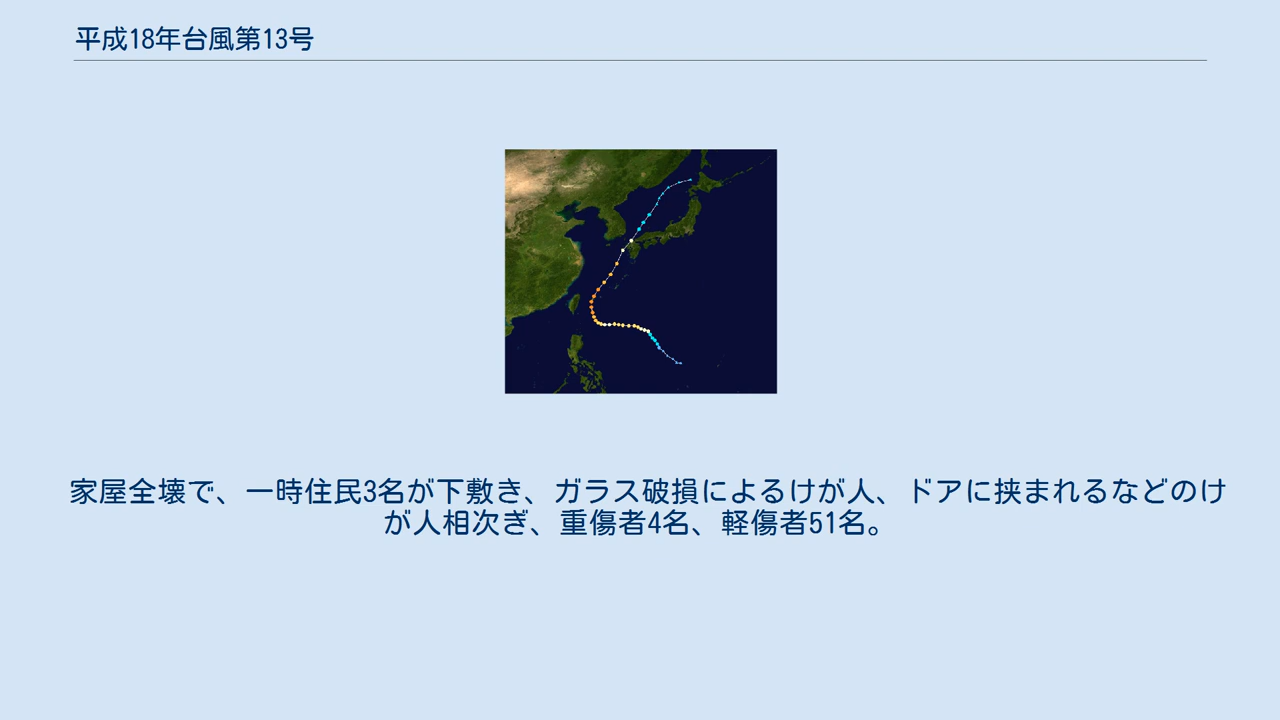 平成18年台風第13号
家屋全壊で、一時住民3名が下敷き、ガラス破損によるけが人、ドアに挟まれるなどのけ
が人相次ぎ、重傷者4名、軽傷者51名。